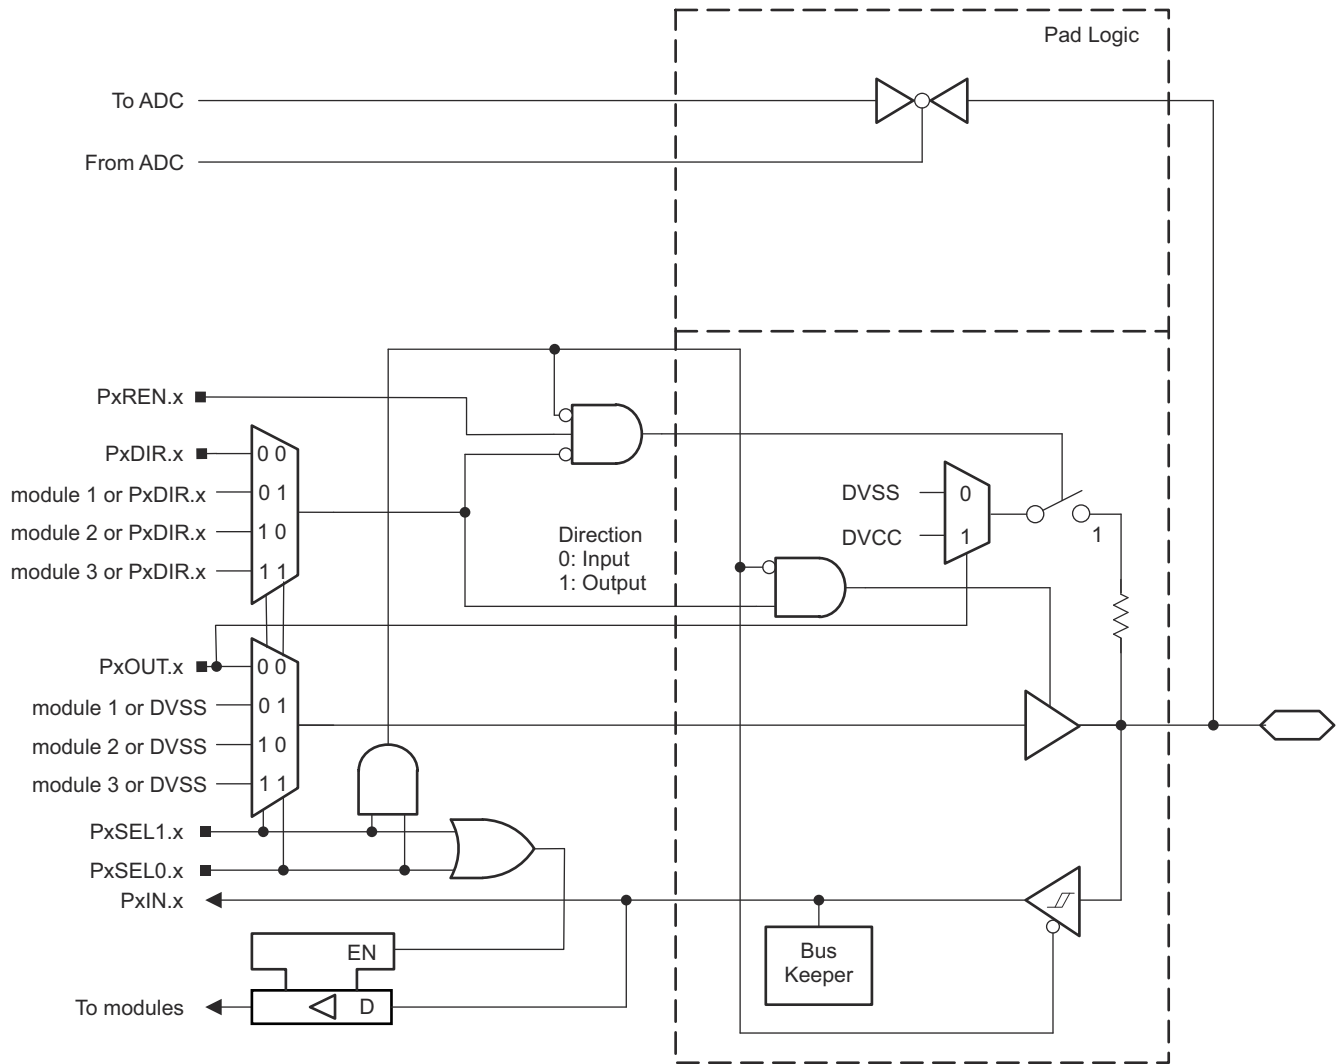 Pad Logic
To ADC
From ADC
PxREN.x
PxDIR.x
0 0
module 1 or PxDIR.x
0 1
module 2 or PxDIR.x
1 0
module 3 or PxDIR.x
1 1
Direction
0: Input
1: Output
DVSS
0
DVCC
1
1
PxOUT.x
0 0
module 1 or DVSS
0 1
module 2 or DVSS
1 0
module 3 or DVSS
1 1
PxSEL1.x
PxSEL0.x
PxIN.x
EN
Bus
Keeper
To modules
D